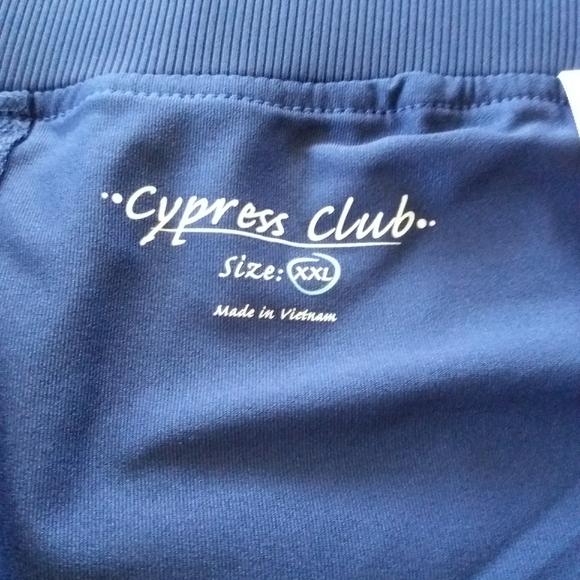 ··Cypress Club··
Size: XXL
Made in Vietnam